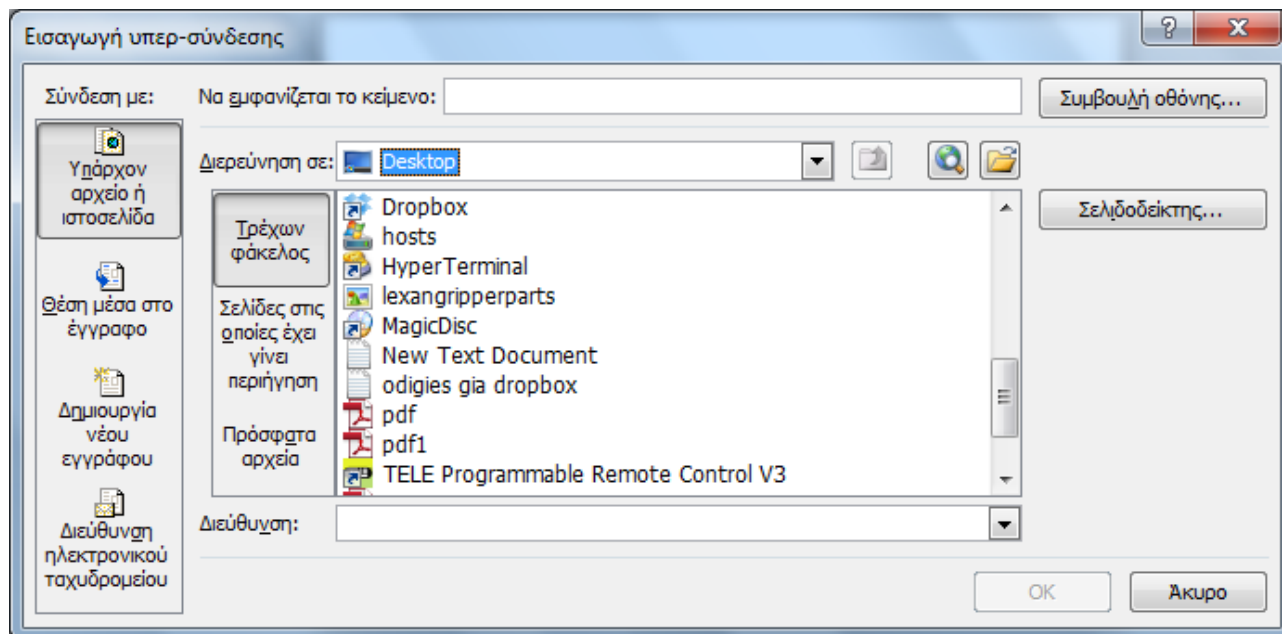 Εισαγωγή υπερ-σύνδεσης
Σύνδεση με:
Υπάρχον
αρχείο ή
ιστοσελίδα
Θέση μέσα στο
έγγραφο
Δημιουργία
νέου
εγγράφου
Διεύθυνση
ηλεκτρονικού
ταχυδρομείου
Να εμφανίζεται το κείμενο:
Συμβουλή οθόνης...
Διερεύνηση σε:
Desktop
Τρέχων
φάκελος
Σελίδες στις
οποίες έχει
γίνει
περιήγηση
Πρόσφατα
αρχεία
Dropbox
hosts
HyperTerminal
lexangripperparts
MagicDisc
New Text Document
odigies gia dropbox
pdf
pdf1
TELE Programmable Remote Control V3
Σελιδοδείκτης...
Διεύθυνση:
OK
Άκυρο